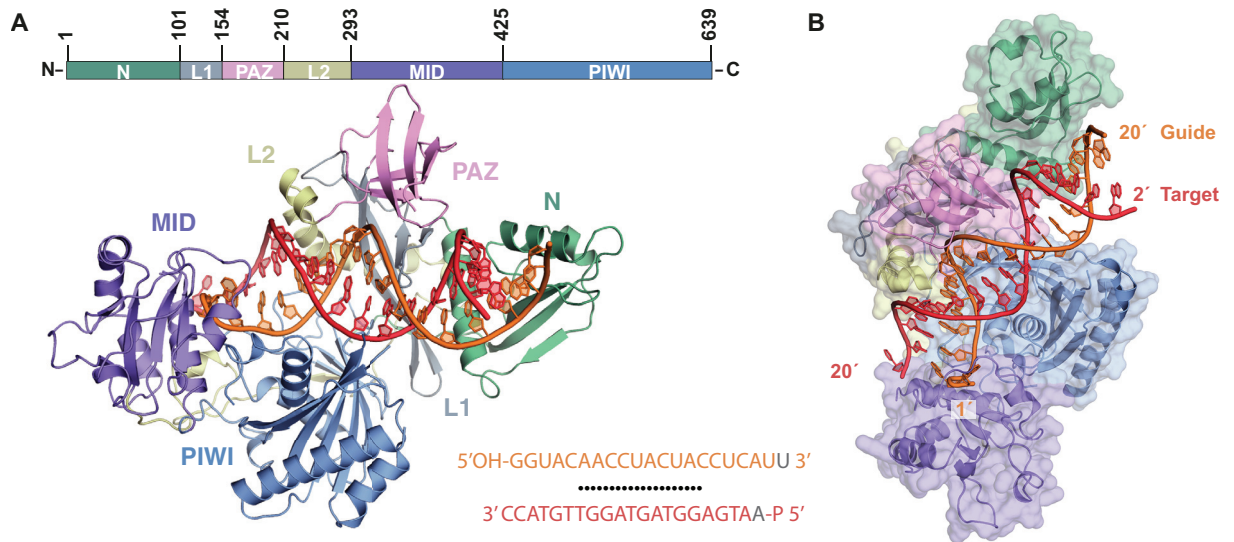 A
1 101 154 210 293 425 639
N– N L1 PAZ L2 MID PIWI –C
L2
PAZ
N
MID
L1
PIWI
5’OH-GGUACAACCUACUACCUCAUU 3’
3’ CCATGTTGGATGATGGAGTAA-P 5’
B
20´ Guide
2´ Target
20´
1´